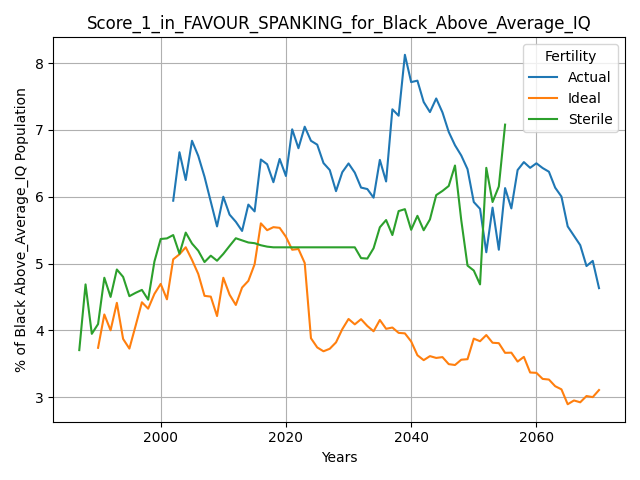 Score_1_in_FAVOUR_SPANKING_for_Black_Above_Average_IQ
Fertility
Actual
Ideal
Sterile
% of Black Above_Average_IQ Population
8
7
6
5
4
3
2000
2020
2040
2060
Years